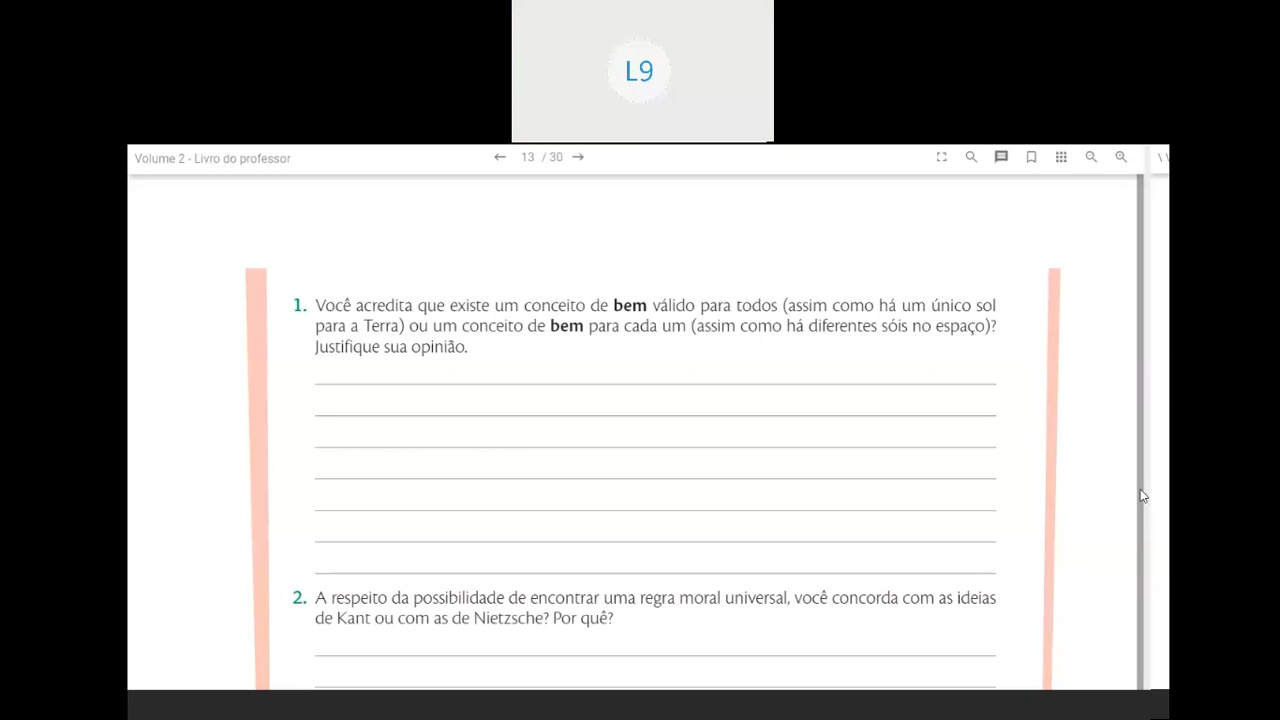 L9
Volume 2 - Livro do professor
13 / 30
1. Você acredita que existe um conceito de bem válido para todos (assim como há um único sol
para a Terra) ou um conceito de bem para cada um (assim como há diferentes sóis no espaço)?
Justifique sua opinião.
2. A respeito da possibilidade de encontrar uma regra moral universal, você concorda com as ideias
de Kant ou com as de Nietzsche? Por quê?